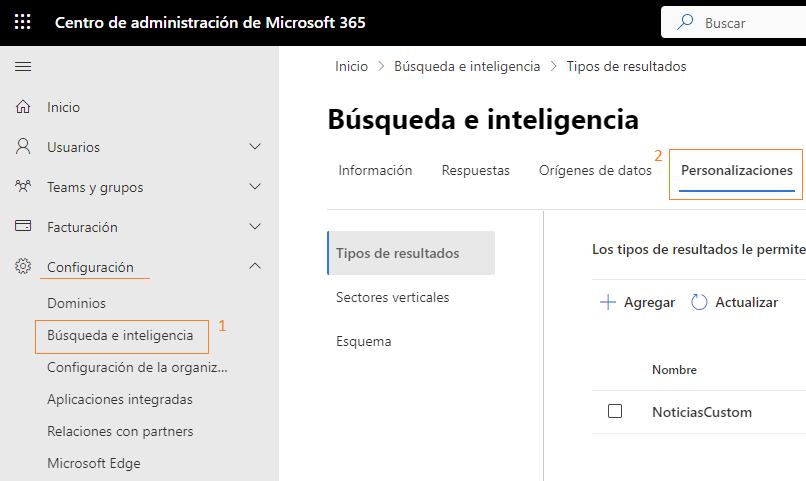 Centro de administración de Microsoft 365
Buscar
Inicio
Usuarios
Teams y grupos
Facturación
Configuración
Dominios
Búsqueda e inteligencia
1
Configuración de la organiz...
Aplicaciones integradas
Relaciones con partners
Microsoft Edge
Inicio > Búsqueda e inteligencia > Tipos de resultados
Búsqueda e inteligencia
Información Respuestas Orígenes de datos 2 Personalizaciones
Tipos de resultados
Sectores verticales
Esquema
Los tipos de resultados le permite
Agregar Actualizar
Nombre
NoticiasCustom